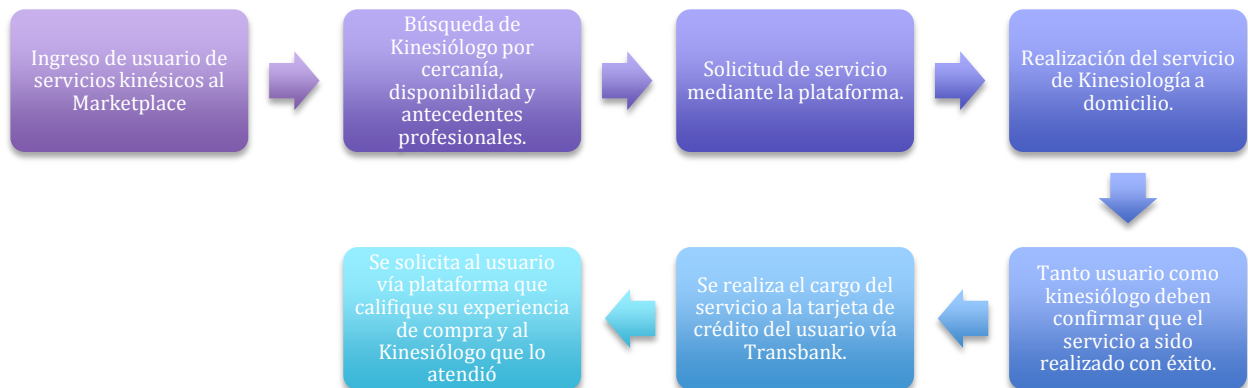 Ingreso de usuario de
servicios kinésicos al
Marketplace
Búsqueda de
Kinesiólogo por
cercanía,
disponibilidad y
antecedentes
profesionales.
Solicitud de servicio
mediante la plataforma.
Realización del servicio
de Kinesiología a
domicilio.
Tanto usuario como
kinesiólogo deben
confirmar que el
servicio a sido
realizado con éxito.
Se realiza el cargo del
servicio a la tarjeta de
crédito del usuario vía
Transbank.
Se solicita al usuario
vía plataforma que
califique su experiencia
de compra y al
Kinesiólogo que lo
atendió